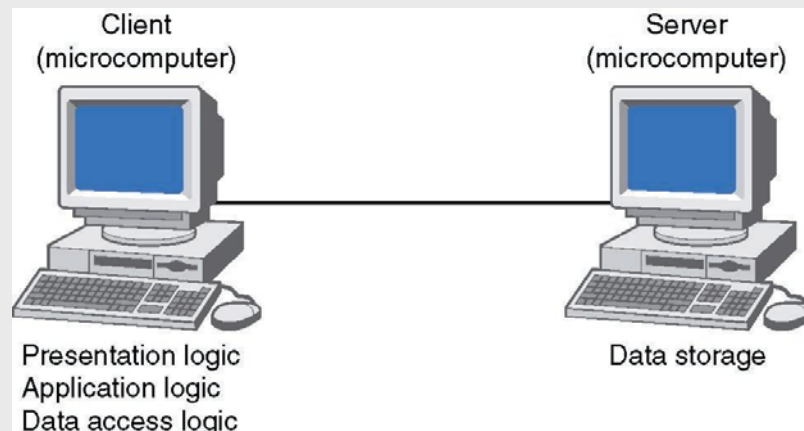 Client
(microcomputer)
Server
(microcomputer)
Presentation logic
Application logic
Data access logic
Data storage